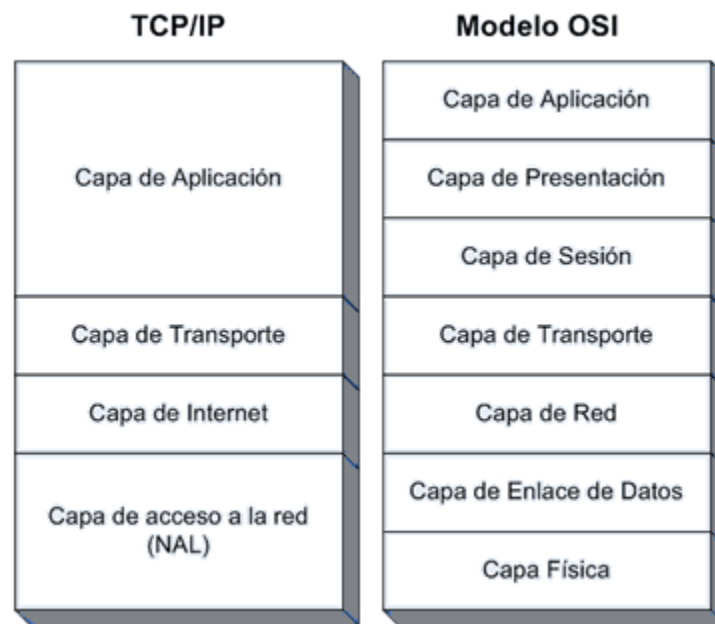 TCP/IP
Modelo OSI
Capa de Aplicación
Capa de Transporte
Capa de Internet
Capa de acceso a la red
(NAL)
Capa de Aplicación
Capa de Presentación
Capa de Sesión
Capa de Transporte
Capa de Red
Capa de Enlace de Datos
Capa Física